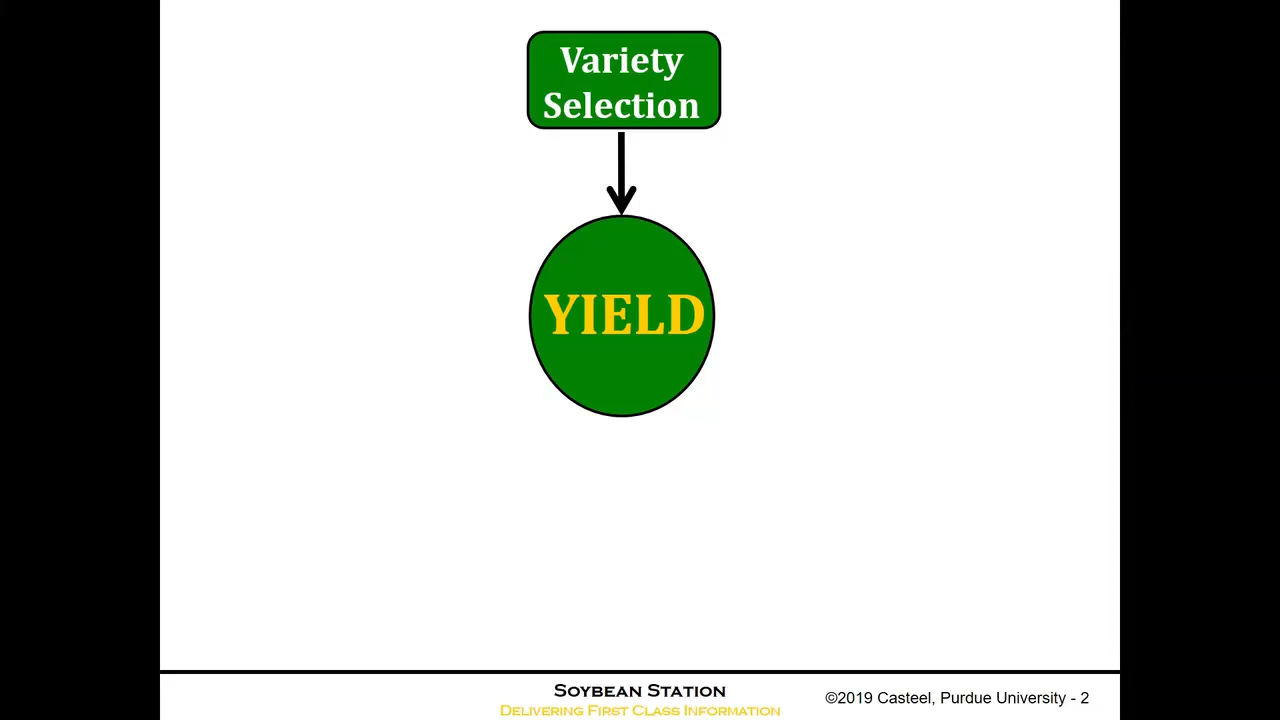 Variety
Selection
YIELD
SOYBEAN STATION
DELIVERING FIRST CLASS INFORMATION
©2019 Casteel, Purdue University - 2